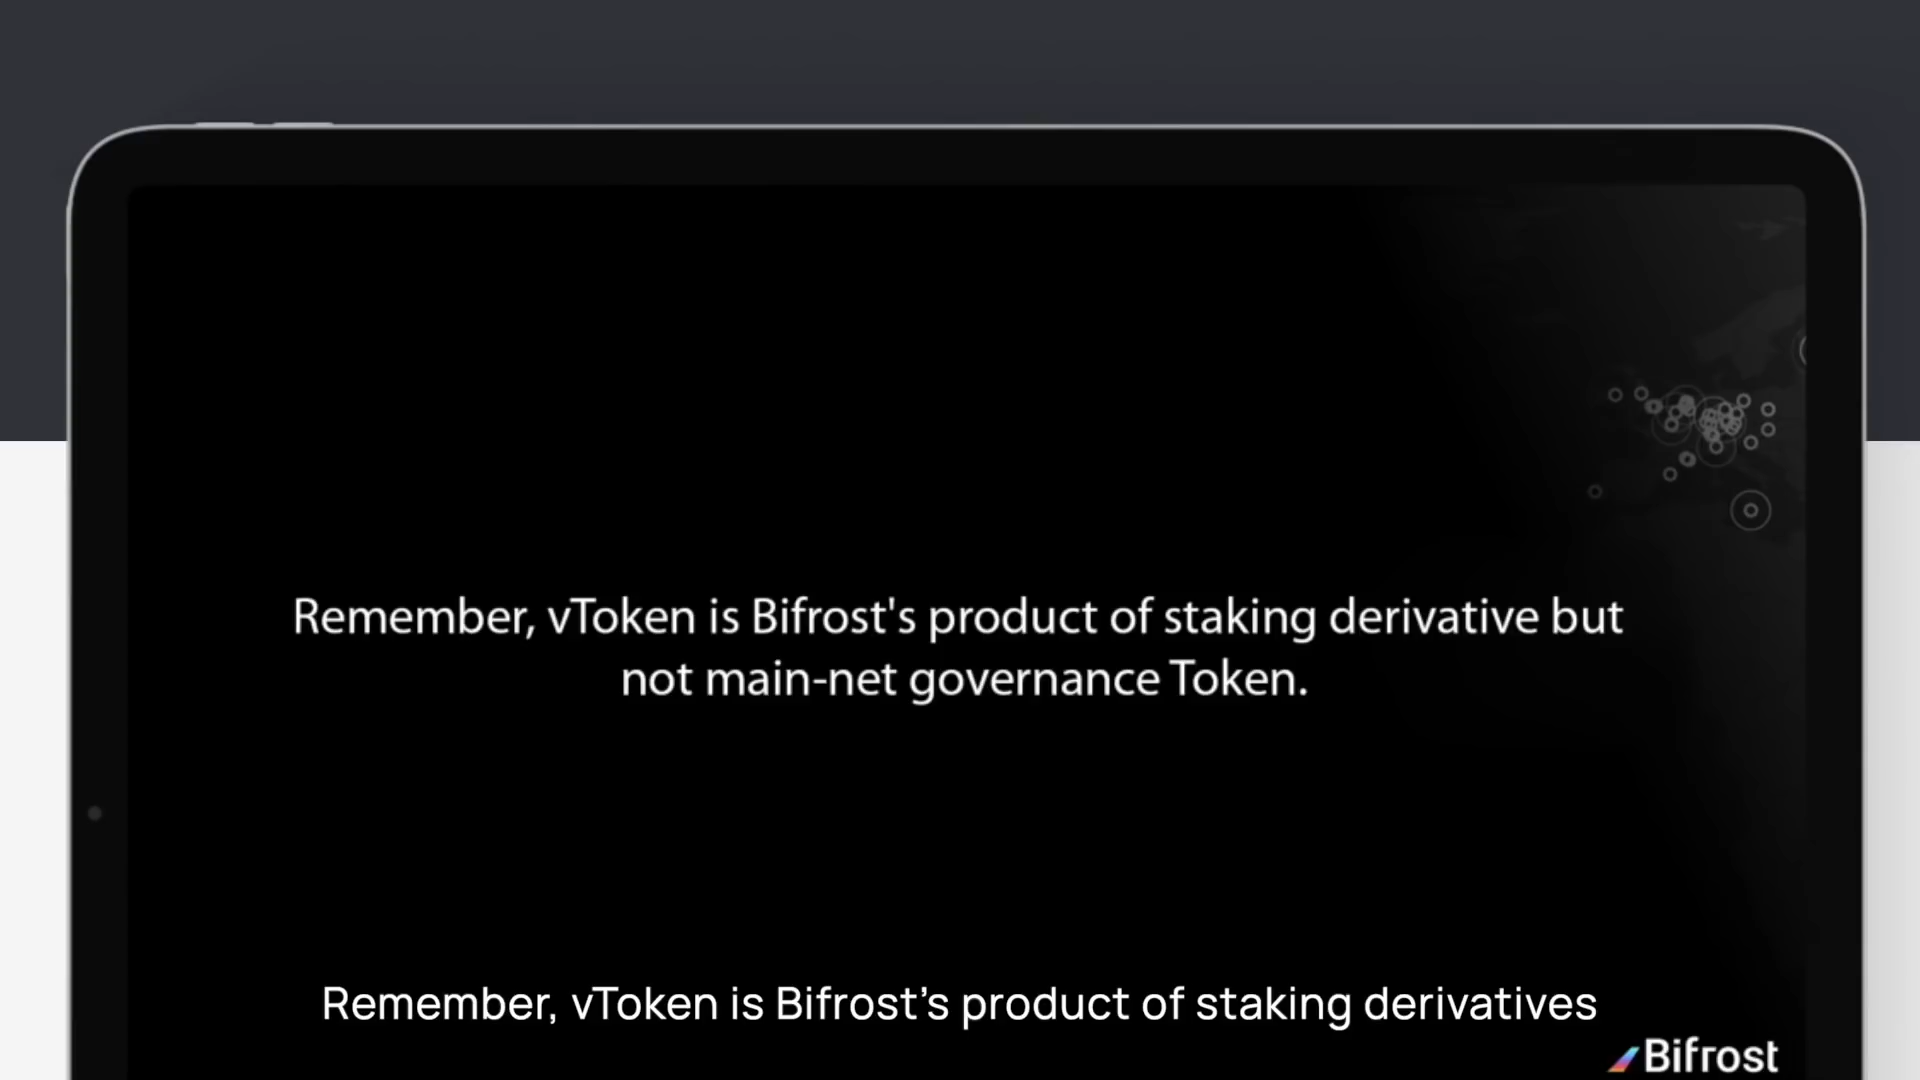 Remember, vToken is Bifrost's product of staking derivative but
not main-net governance Token.
Remember, vToken is Bifrost’s product of staking derivatives
Bifrost